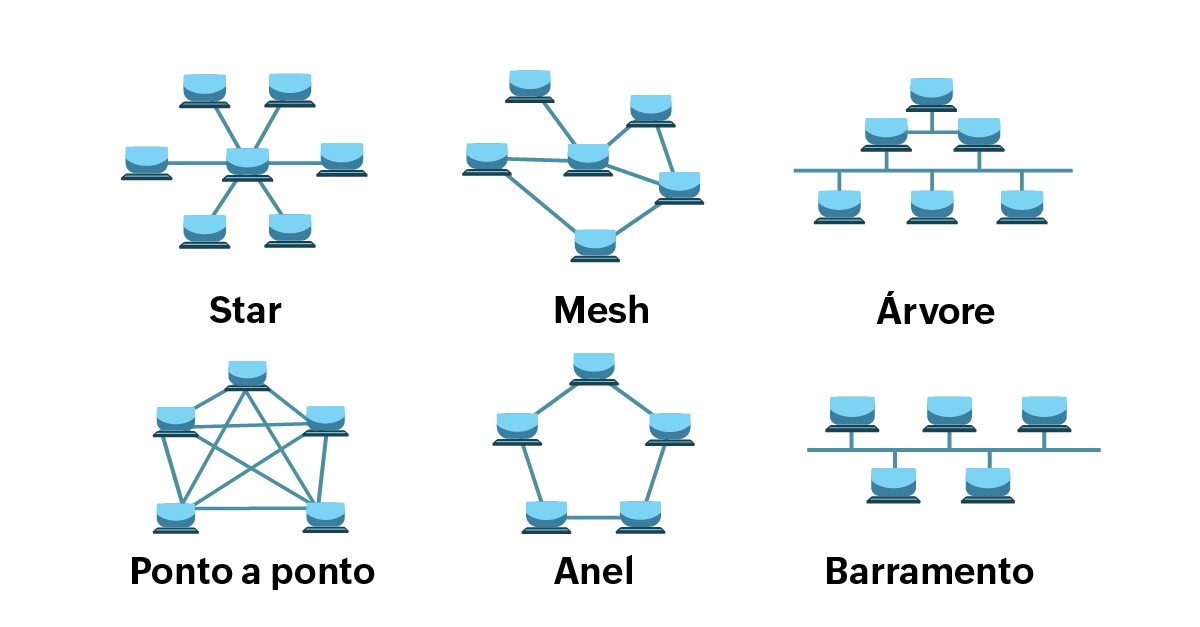 Star
Mesh
Árvore
Ponto a ponto
Anel
Barramento